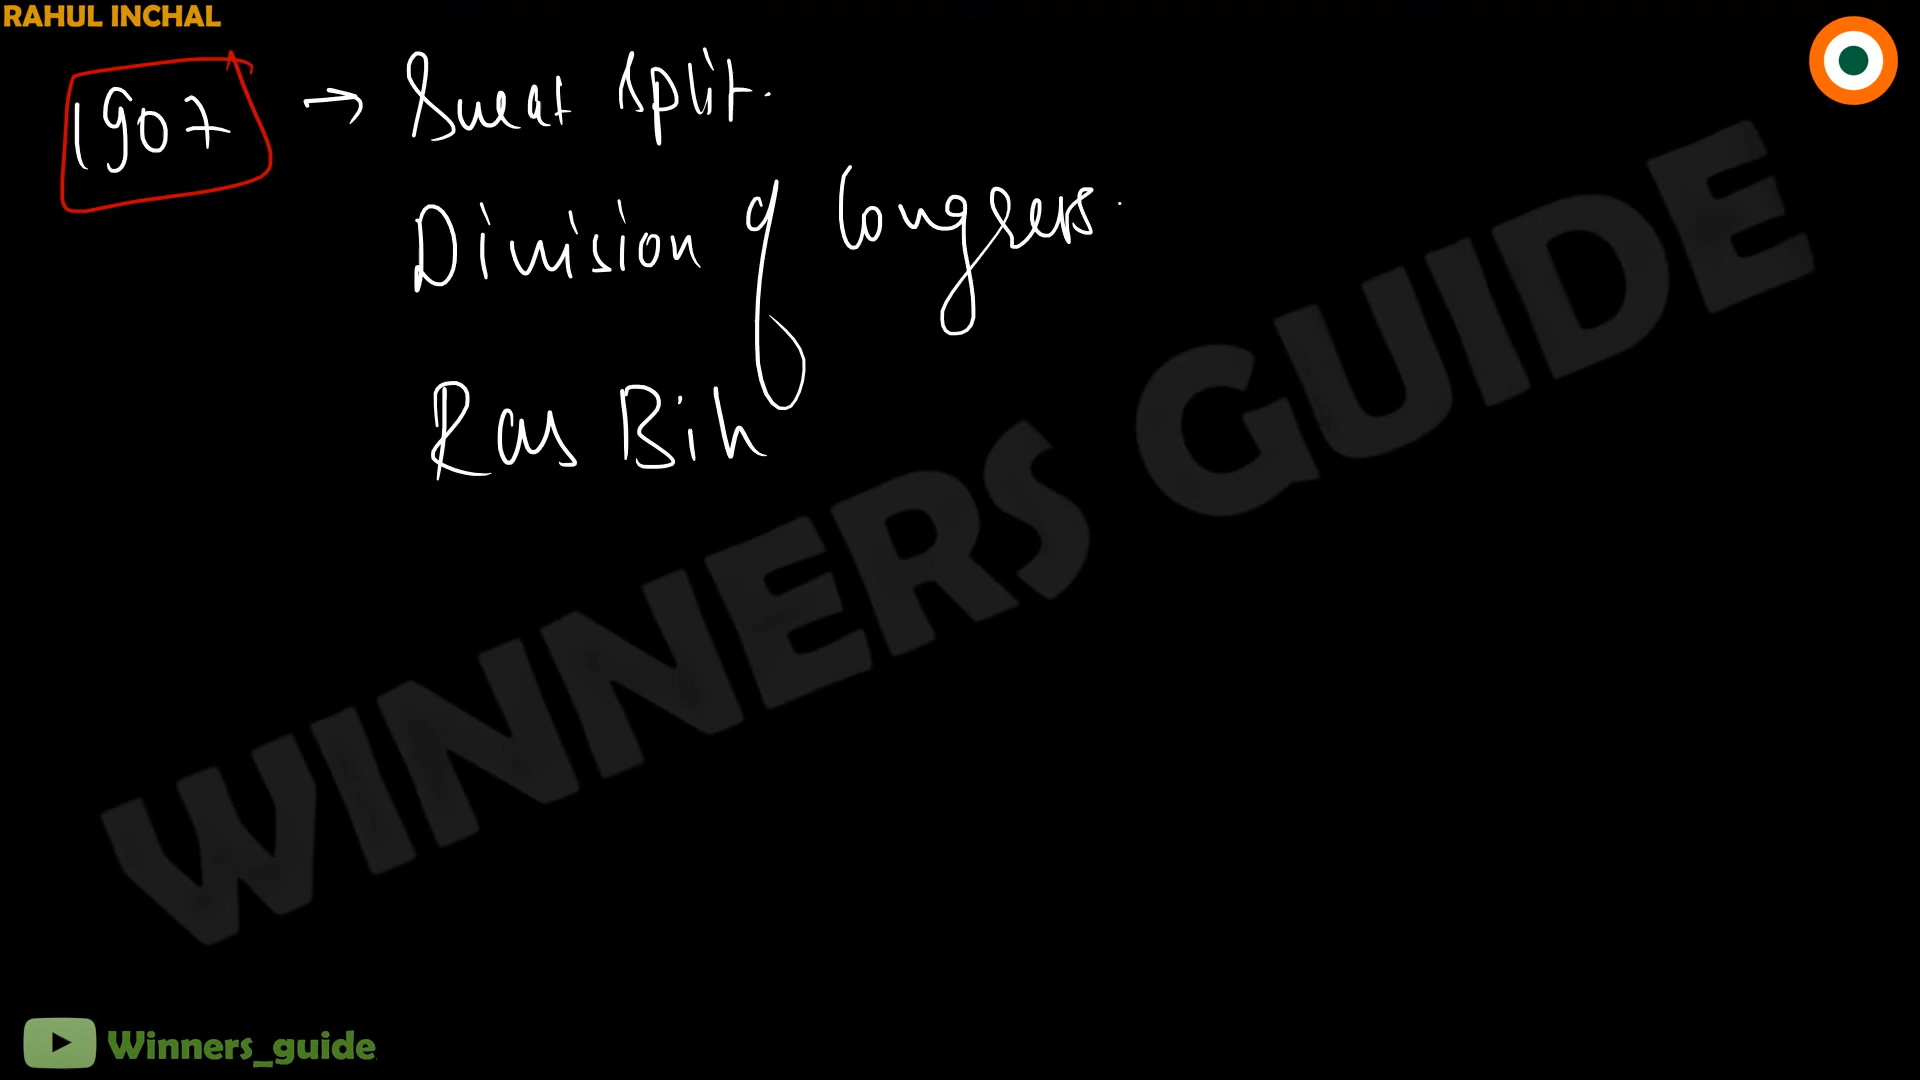 RAHUL INCHAL
1907 → Surat split.
Division of Congress.
Ras Bih
WINNERS GUIDE
Winners_guide